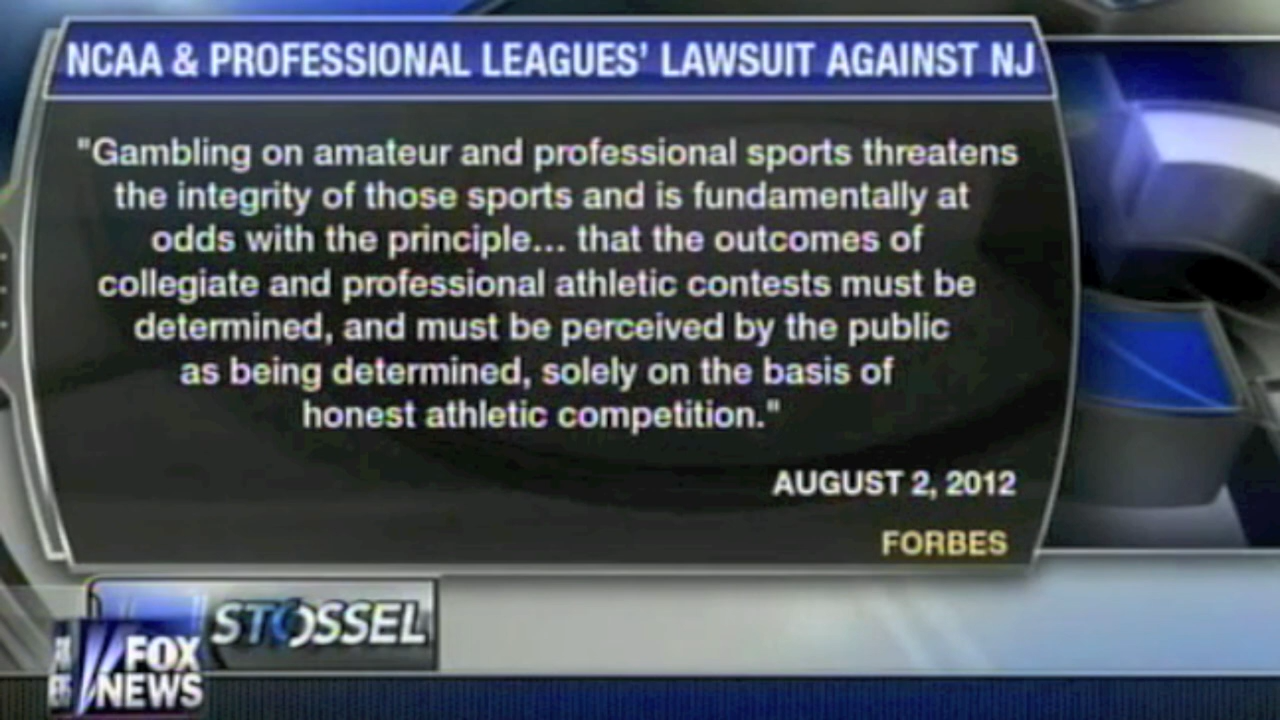 NCAA & PROFESSIONAL LEAGUES' LAWSUIT AGAINST NJ
"Gambling on amateur and professional sports threatens
the integrity of those sports and is fundamentally at
odds with the principle... that the outcomes of
collegiate and professional athletic contests must be
determined, and must be perceived by the public
as being determined, solely on the basis of
honest athletic competition."
AUGUST 2, 2012
FORBES
STOSSEL
FOX
NEWS